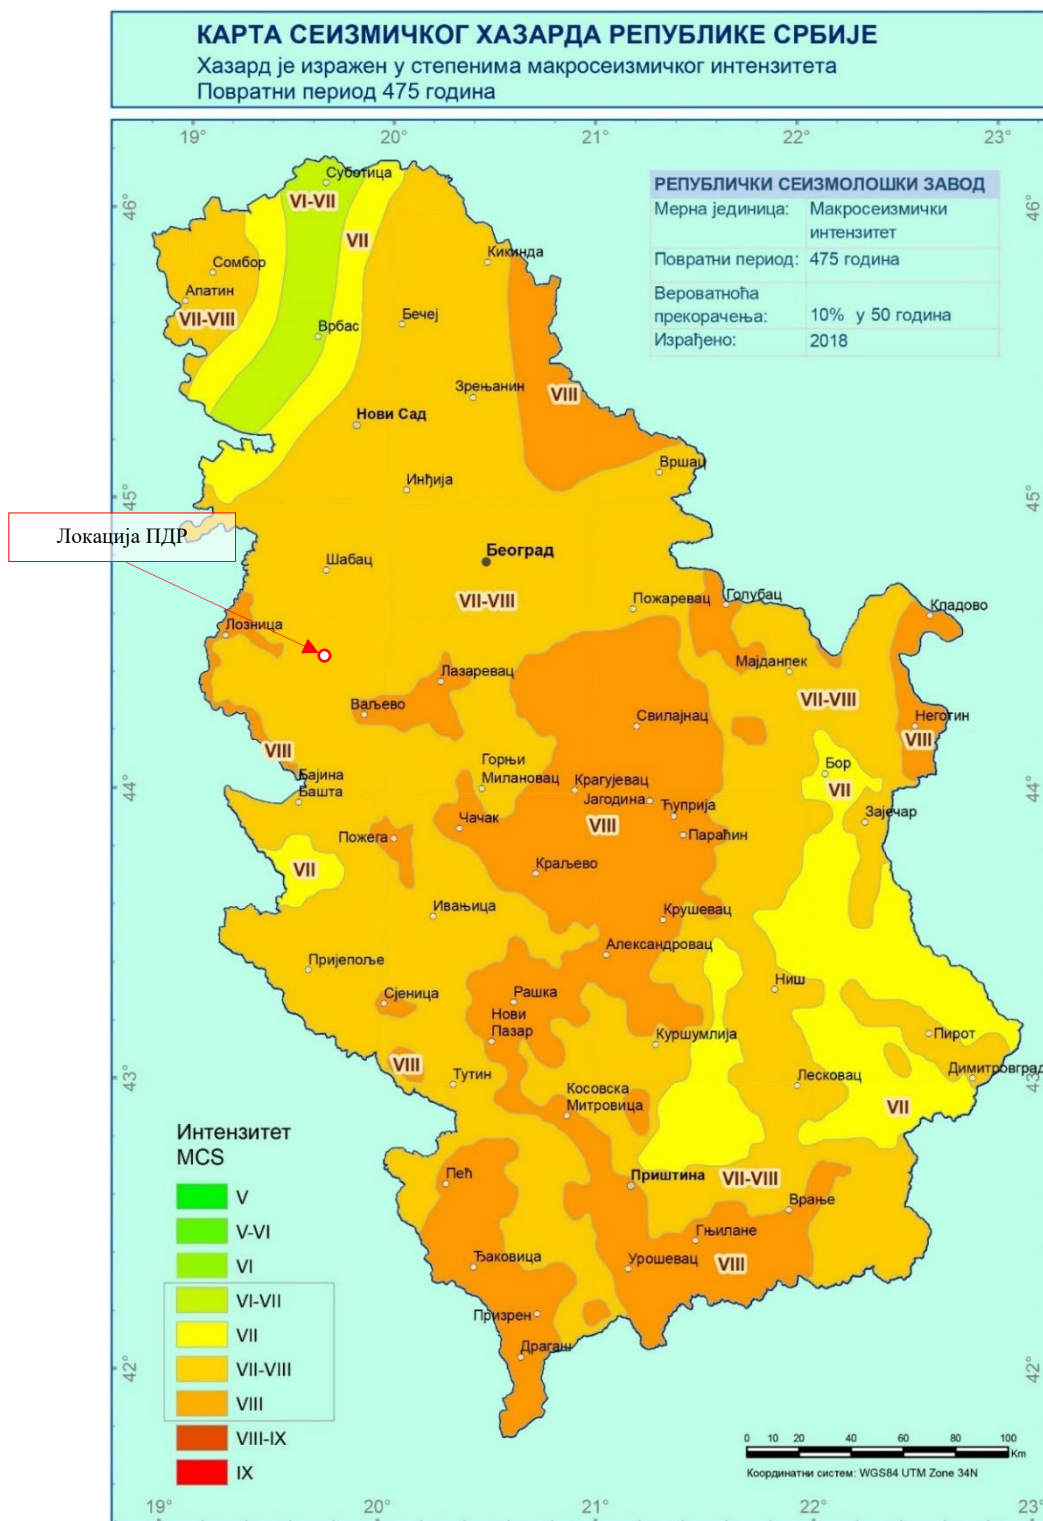 КАРТА СЕИЗМИЧКОГ ХАЗАРДА РЕПУБЛИКЕ СРБИЈЕ
Хазард је изражен у степенима макросеизмичког интензитета
Повратни период 475 година
19° 20° 21° 22° 23°
46° 46°
РЕПУБЛИЧКИ СЕИЗМОЛОШКИ ЗАВОД
Мерна јединица: Макросеизмички
интензитет
Повратни период: 475 година
Вероватноћа
прекорачења: 10% у 50 година
Израђено: 2018
Суботица
VI-VII
VII
Кикинда
Сомбор
Апатин
VII-VIII
Врбас
Бечеј
Зрењанин
VIII
Нови Сад
Вршац
Инђија
45° 45°
Локација ПДР
Београд
Шабац
VII-VIII
Пожаревац
Голубац
Кладово
Лозница
Мајданпек
Лазаревац
VII-VIII
Ваљево
Свилајнац
Неготин
VIII
VIII
Горњи
Милановац
Бор
VII
Бајина
Башта
44° 44°
Крагујевац
Јагодина
Ћуприја
Зајечар
Чачак
VIII
Параћин
Пожега
VII
Краљево
Ивањица
Крушевац
Александровац
Пријепоље
Ниш
Сјеница
Рашка
Нови
Пазар
Куршумлија
Пирот
VIII
Димитровград
43° 43°
Тутин
Лесковац
Косовска
Митровица
VII
Интензитет
MCS
V
V-VI
VI
VI-VII
VII
VII-VIII
VIII
VIII-IX
IX
Пећ
Приштина
VII-VIII
Врање
Гњилане
Ђаковица
Урошевац
VIII
Призрен
Драгаш
42° 42°
0 10 20 40 60 80 100
Km
Координатни систем: WGS84 UTM Zone 34N
19° 20° 21° 22° 23°